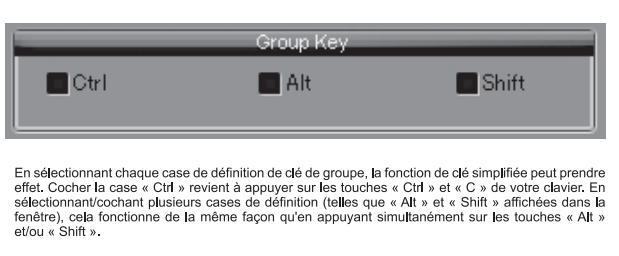 Group Key
Ctrl Alt Shift
En sélectionnant chaque case de définition de clé de groupe, la fonction de clé simplifiée peut prendre
effet. Cocher la case « Ctrl » revient à appuyer sur les touches « Ctrl » et « C » de votre clavier. En
sélectionnant/cochant plusieurs cases de définition (telles que « Alt » et « Shift » affichées dans la
fenêtre), cela fonctionne de la même façon qu'en appuyant simultanément sur les touches « Alt »
et/ou « Shift ».